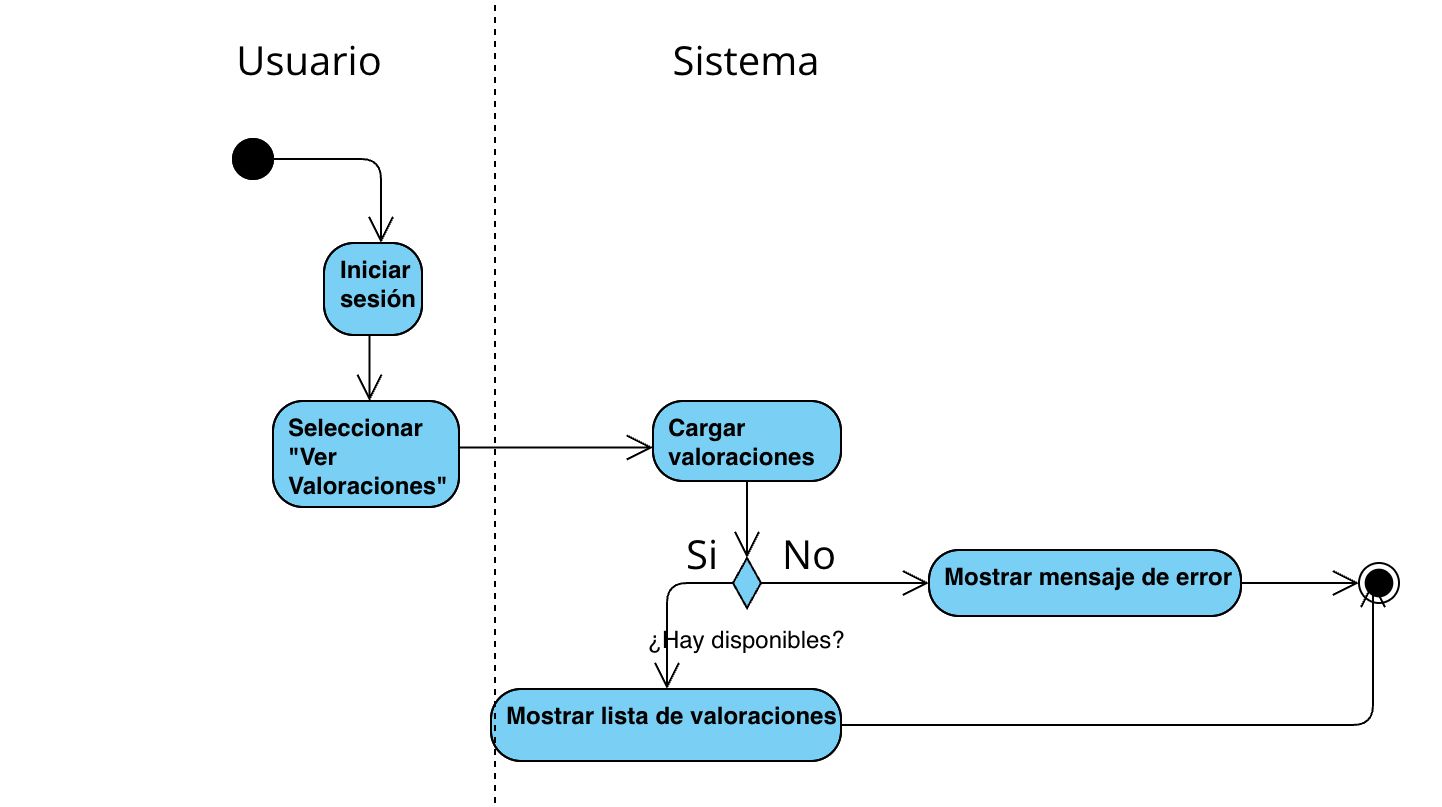 Usuario
Sistema
Iniciar
sesión
Seleccionar
"Ver
Valoraciones"
Cargar
valoraciones
Si
No
Mostrar mensaje de error
¿Hay disponibles?
Mostrar lista de valoraciones